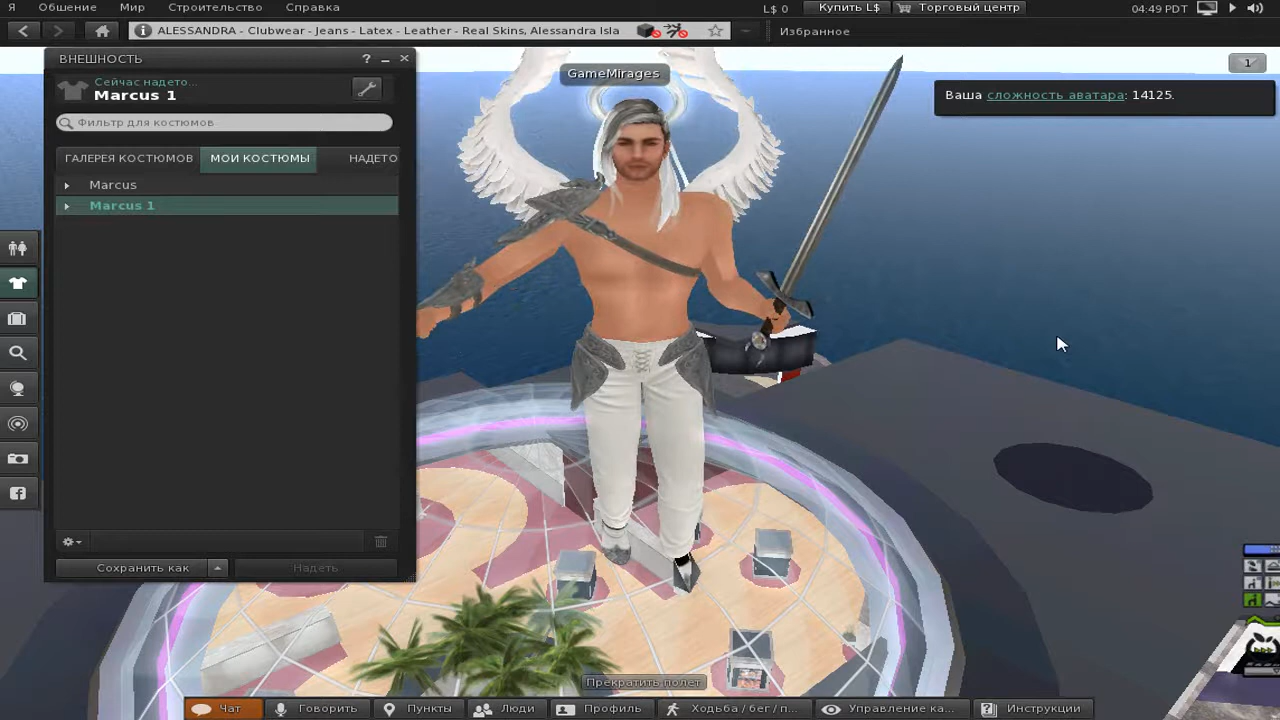 Я Общение Мир Строительство Справка
L$ 0 Купить L$ Торговый центр 04:49 PDT
ALESSANDRA - Clubwear - Jeans - Latex - Leather - Real Skins, Alessandra Isla
Избранное
ВНЕШНОСТЬ ?
Сейчас надето...
Marcus 1
Фильтр для костюмов
ГАЛЕРЕЯ КОСТЮМОВ МОИ КОСТЮМЫ НАДЕТО
Marcus
Marcus 1
Сохранить как Надеть
GameMirages
1
Ваша сложность аватара: 14125.
Прекратить полет
Чат Говорить Пункты Люди Профиль Ходьба / бег / п... Управление ка... Инструкции